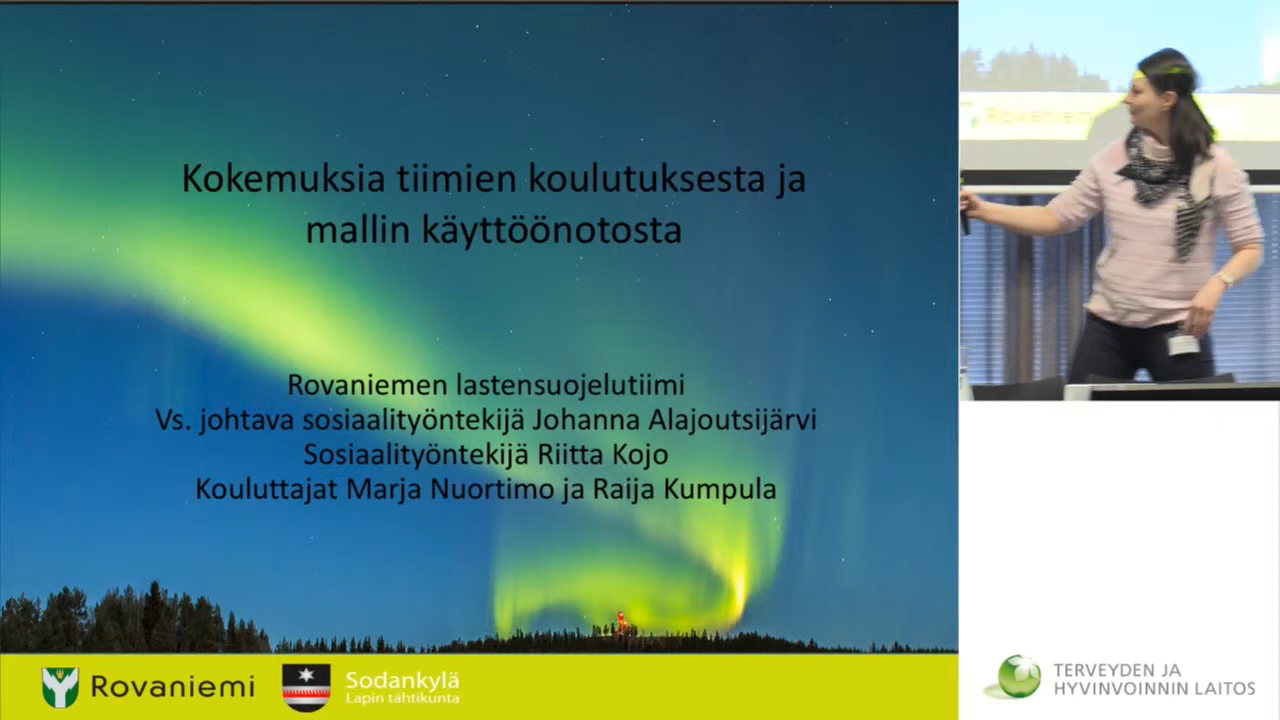 Kokemuksia tiimien koulutuksesta ja
mallin käyttöönotosta
Rovaniemen lastensuojelutiimi
Vs. johtava sosiaalityöntekijä Johanna Alajoutsijärvi
Sosiaalityöntekijä Riitta Kojo
Kouluttajat Marja Nuortimo ja Raija Kumpula
Rovaniemi
Sodankylä
Lapin tähtikunta
TERVEYDEN JA
HYVINVOINNIN LAITOS